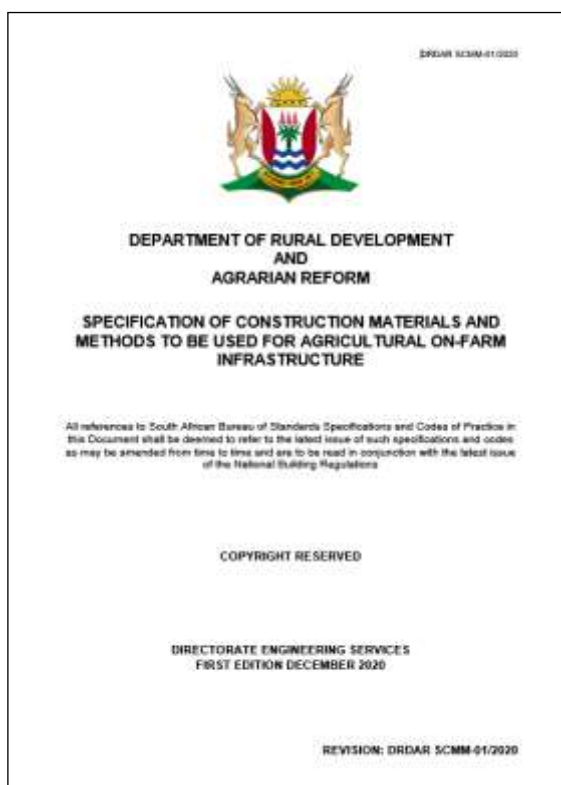 DRDAR SCMM-01/2020
DEPARTMENT OF RURAL DEVELOPMENT
AND
AGRARIAN REFORM
SPECIFICATION OF CONSTRUCTION MATERIALS AND
METHODS TO BE USED FOR AGRICULTURAL ON-FARM
INFRASTRUCTURE
All references to South African Bureau of Standards Specifications and Codes of Practice in
this Document shall be deemed to refer to the latest issue of such specifications and codes
as may be amended from time to time and are to be read in conjunction with the latest issue
of the National Building Regulations
COPYRIGHT RESERVED
DIRECTORATE ENGINEERING SERVICES
FIRST EDITION DECEMBER 2020
REVISION: DRDAR SCMM-01/2020